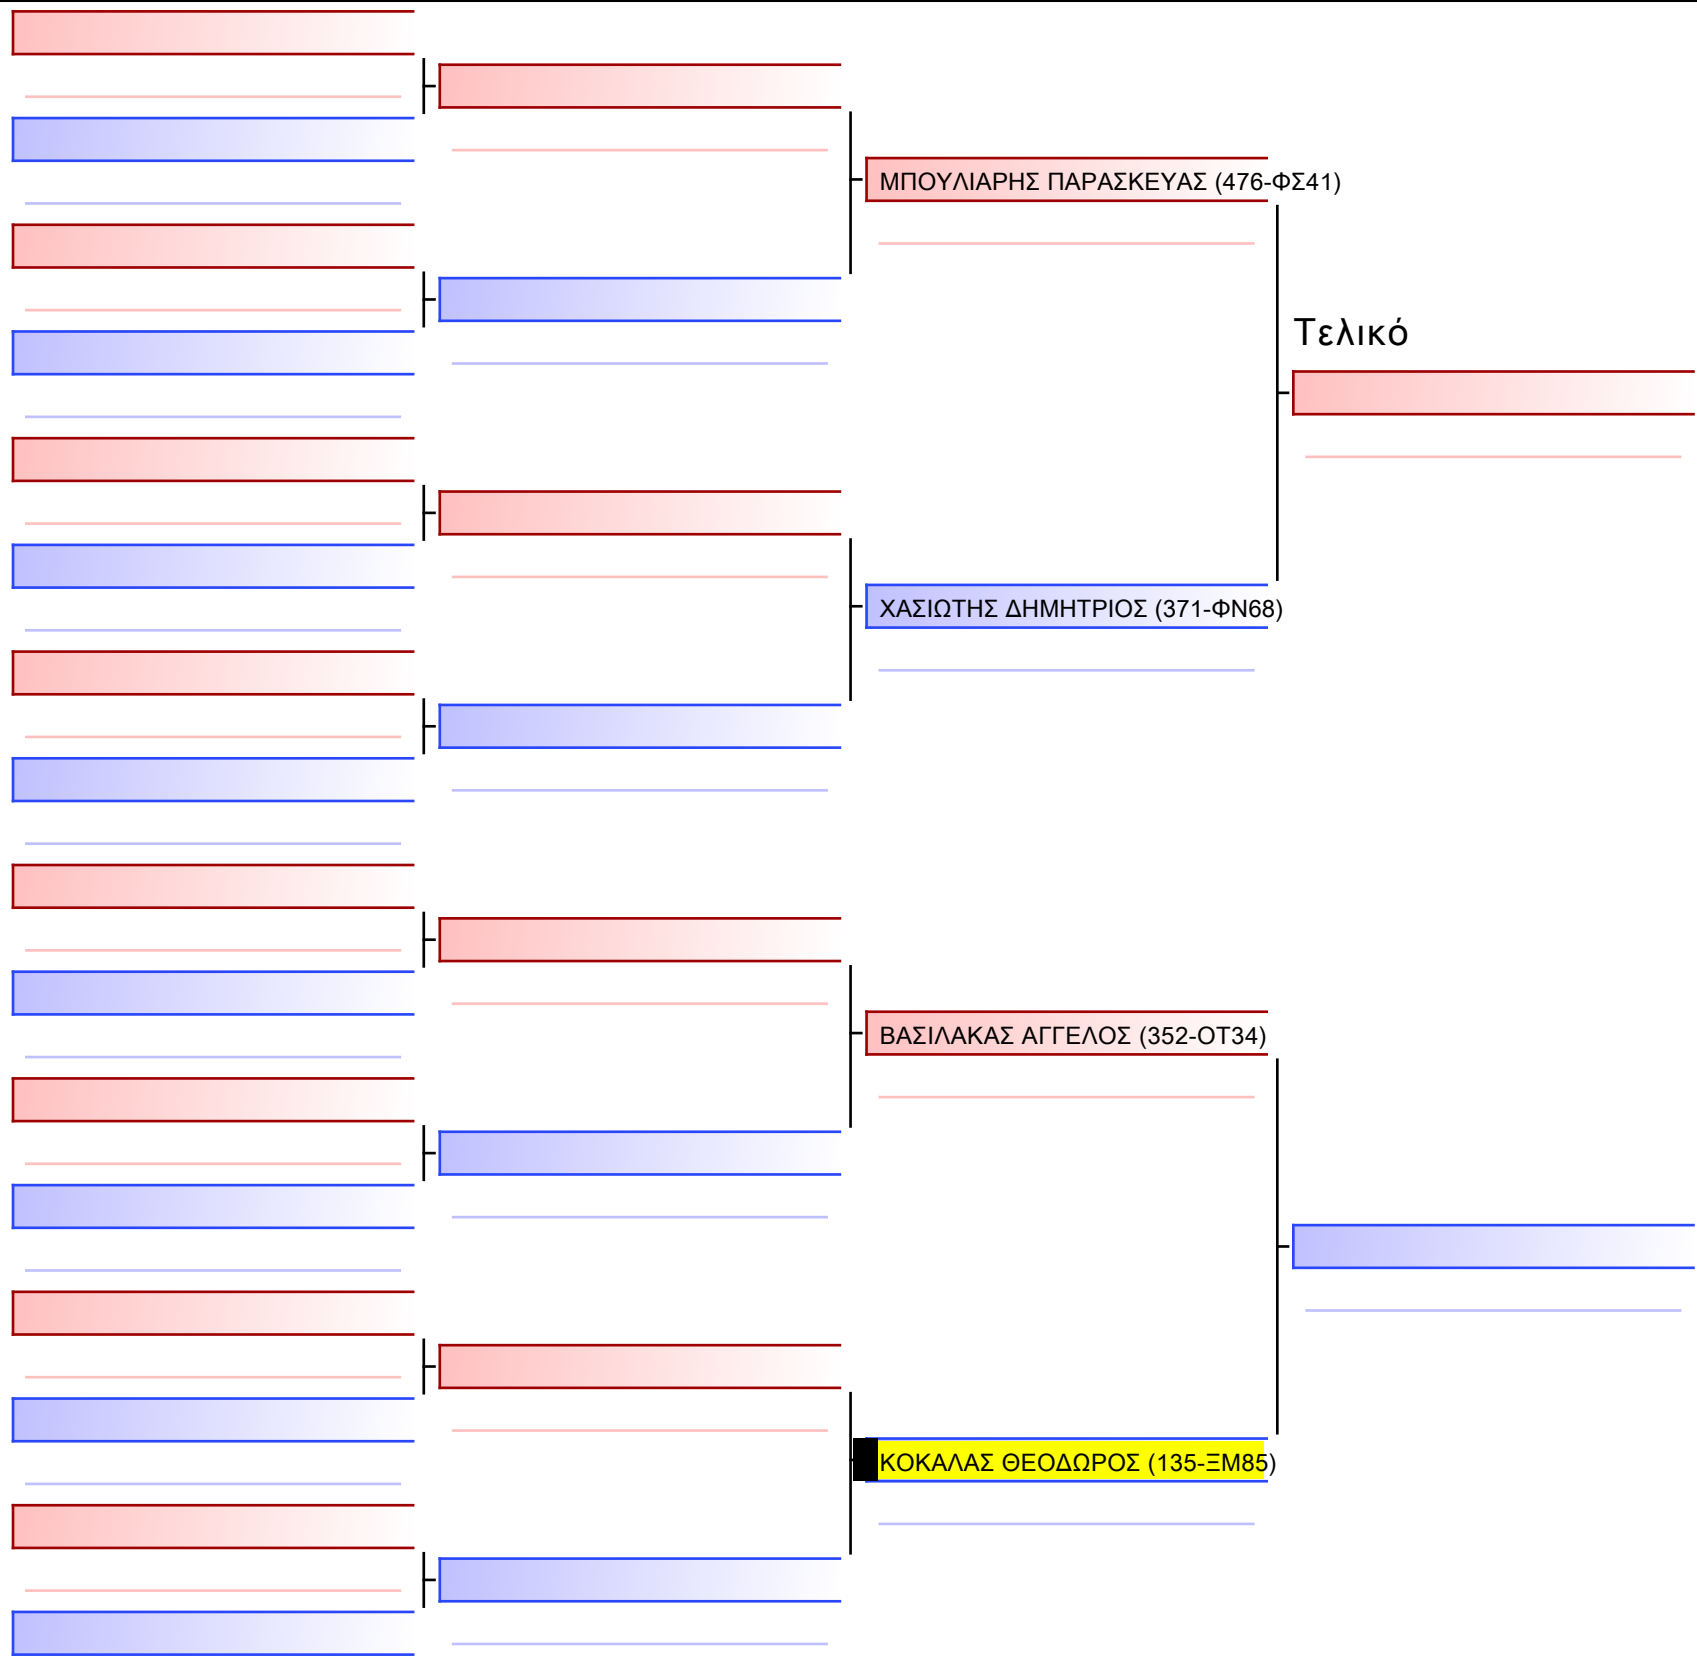 ΜΠΟΥΛΙΑΡΗΣ ΠΑΡΑΣΚΕΥΑΣ (476-ΦΣ41)
Τελικό
ΧΑΣΙΩΤΗΣ ΔΗΜΗΤΡΙΟΣ (371-ΦΝ68)
ΒΑΣΙΛΑΚΑΣ ΑΓΓΕΛΟΣ (352-ΟΤ34)
ΚΟΚΑΛΑΣ ΘΕΟΔΩΡΟΣ (135-ΞΜ85)